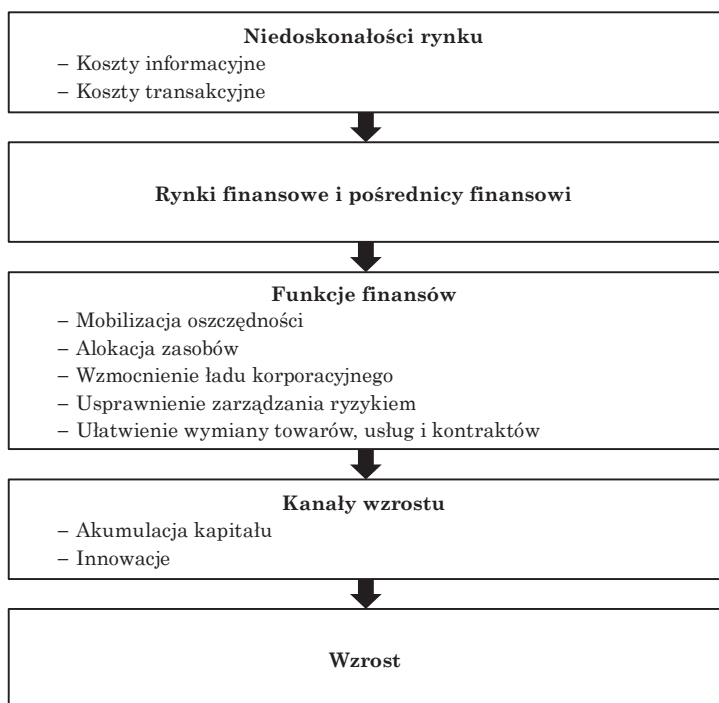 Niedoskonałości rynku
– Koszty informacyjne
– Koszty transakcyjne
Rynki finansowe i pośrednicy finansowi
Funkcje finansów
– Mobilizacja oszczędności
– Alokacja zasobów
– Wzmocnienie ładu korporacyjnego
– Usprawnienie zarządzania ryzykiem
– Ułatwienie wymiany towarów, usług i kontraktów
Kanały wzrostu
– Akumulacja kapitału
– Innowacje
Wzrost